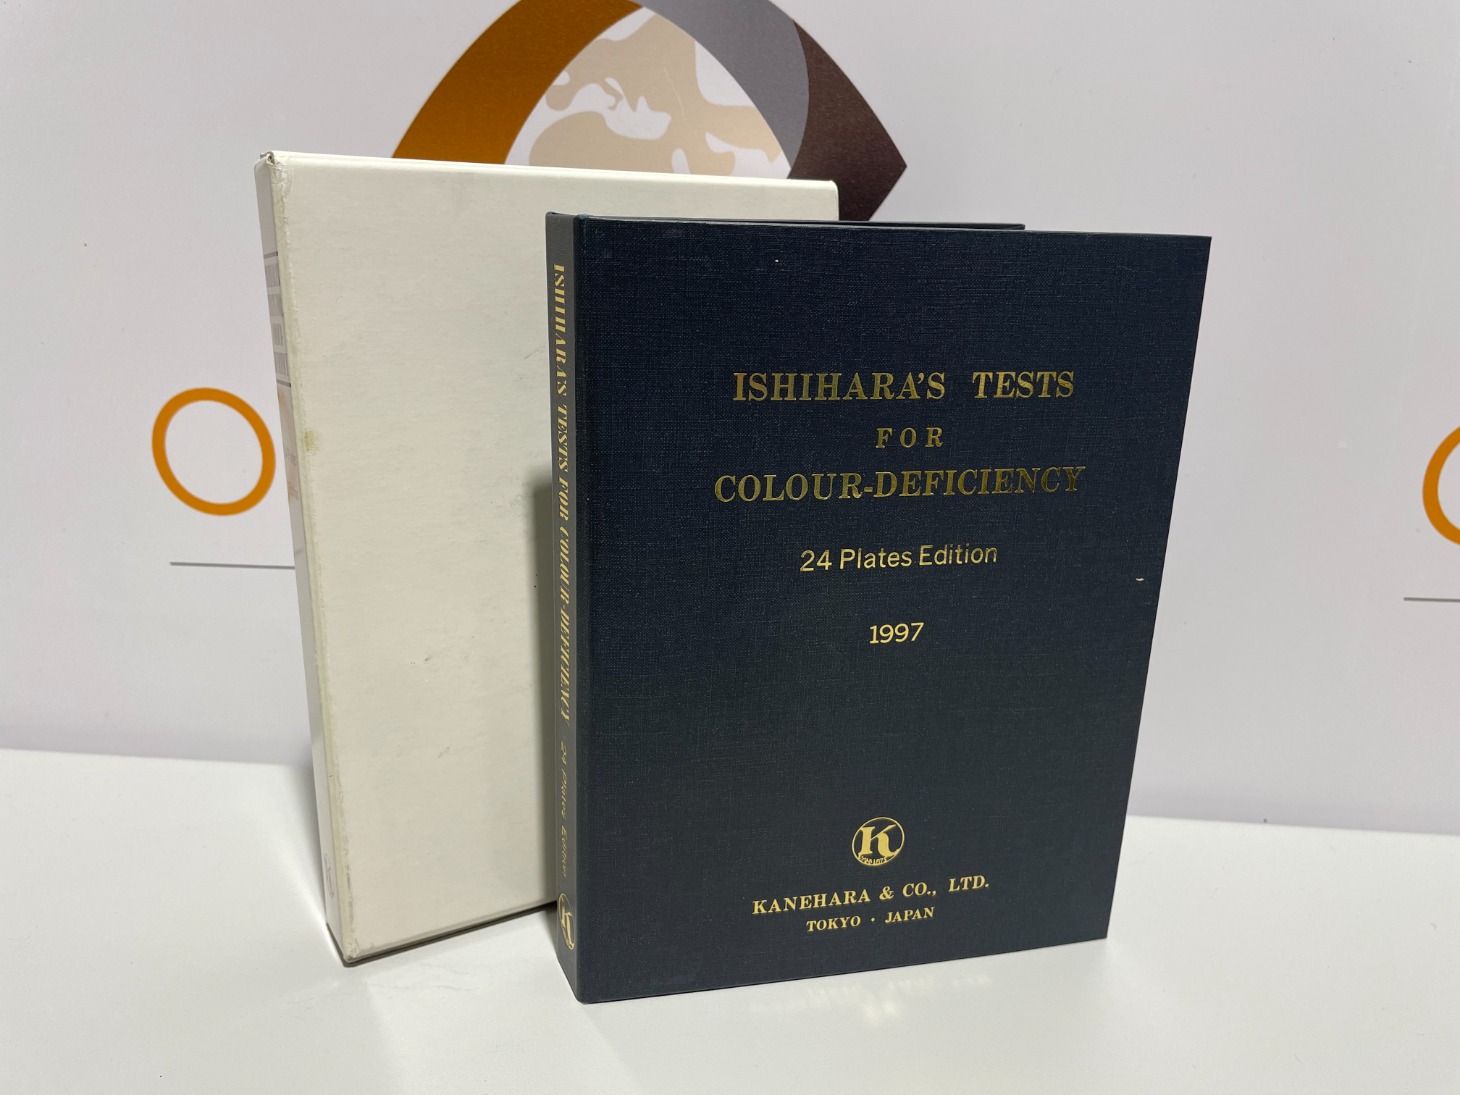 ISHIHARA'S TESTS
FOR
COLOUR-DEFICIENCY
24 Plates Edition
1997
K
KANEHARA & CO., LTD.
TOKYO · JAPAN
ISHIHARA'S TESTS FOR COLOUR-DEFICIENCY 24 Plates Edition
K
O